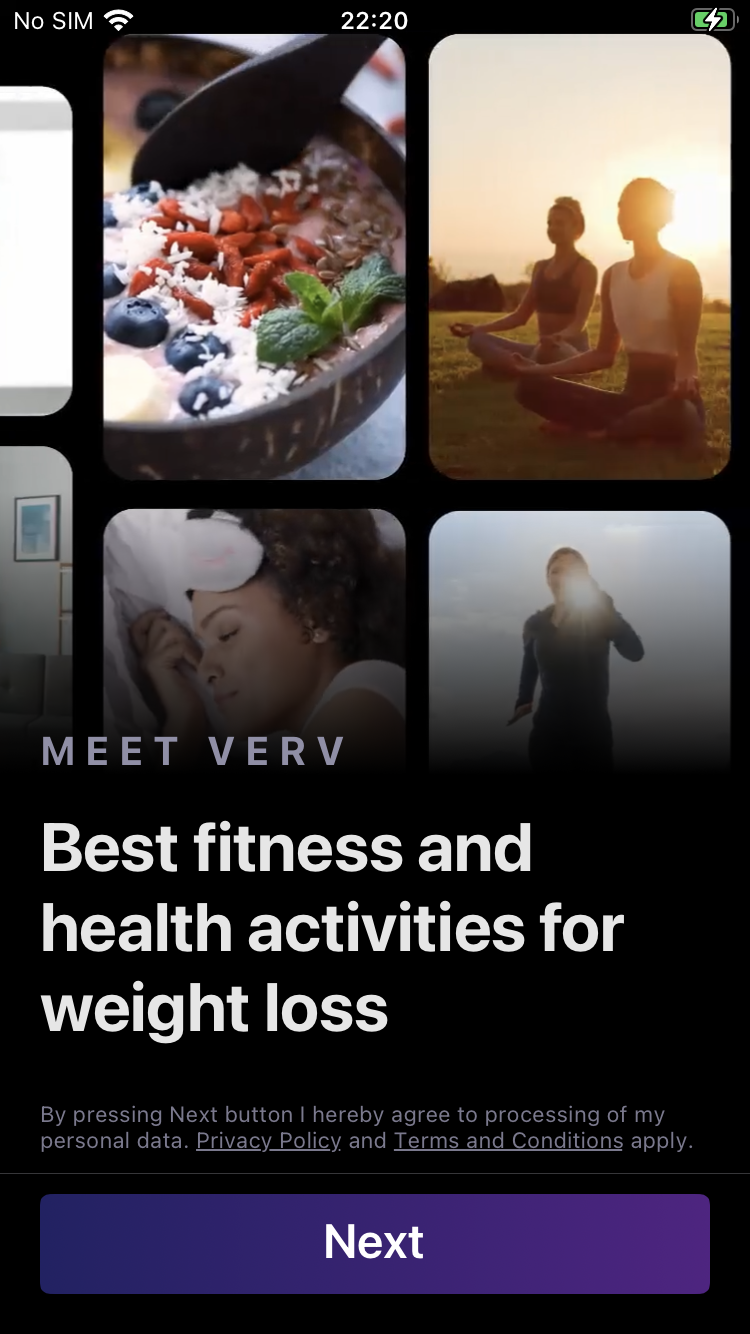 No SIM 22:20
MEET VERV
Best fitness and
health activities for
weight loss
By pressing Next button I hereby agree to processing of my
personal data. Privacy Policy and Terms and Conditions apply.
Next